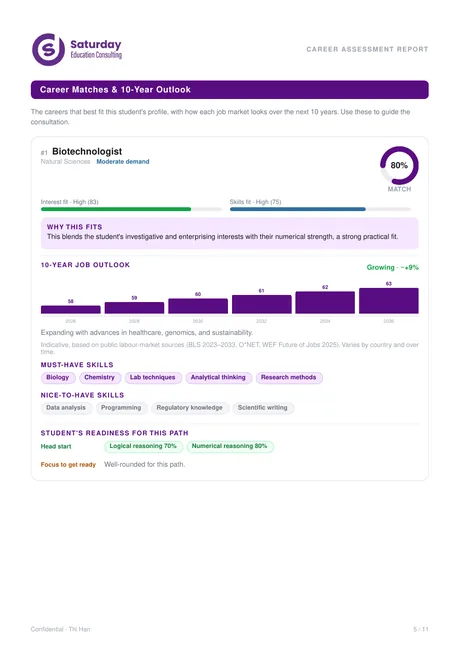 Saturday
Education Consulting
CAREER ASSESSMENT REPORT
Career Matches & 10-Year Outlook
The careers that best fit this student's profile, with how each job market looks over the next 10 years. Use these to guide the
consultation.
#1 Biotechnologist
Natural Sciences Moderate demand
80%
MATCH
Interest fit · High (83)
Skills fit · High (75)
WHY THIS FITS
This blends the student's investigative and enterprising interests with their numerical strength, a strong practical fit.
10-YEAR JOB OUTLOOK
Growing · ~+9%
58 59 60 61 62 63
2026 2028 2030 2032 2034 2036
Expanding with advances in healthcare, genomics, and sustainability.
Indicative, based on public labour-market sources (BLS 2023–2033, O*NET, WEF Future of Jobs 2025). Varies by country and over
time.
MUST-HAVE SKILLS
Biology Chemistry Lab techniques Analytical thinking Research methods
NICE-TO-HAVE SKILLS
Data analysis Programming Regulatory knowledge Scientific writing
STUDENT'S READINESS FOR THIS PATH
Head start Logical reasoning 70% Numerical reasoning 80%
Focus to get ready Well-rounded for this path.
Confidential · Thi Han
5 / 11